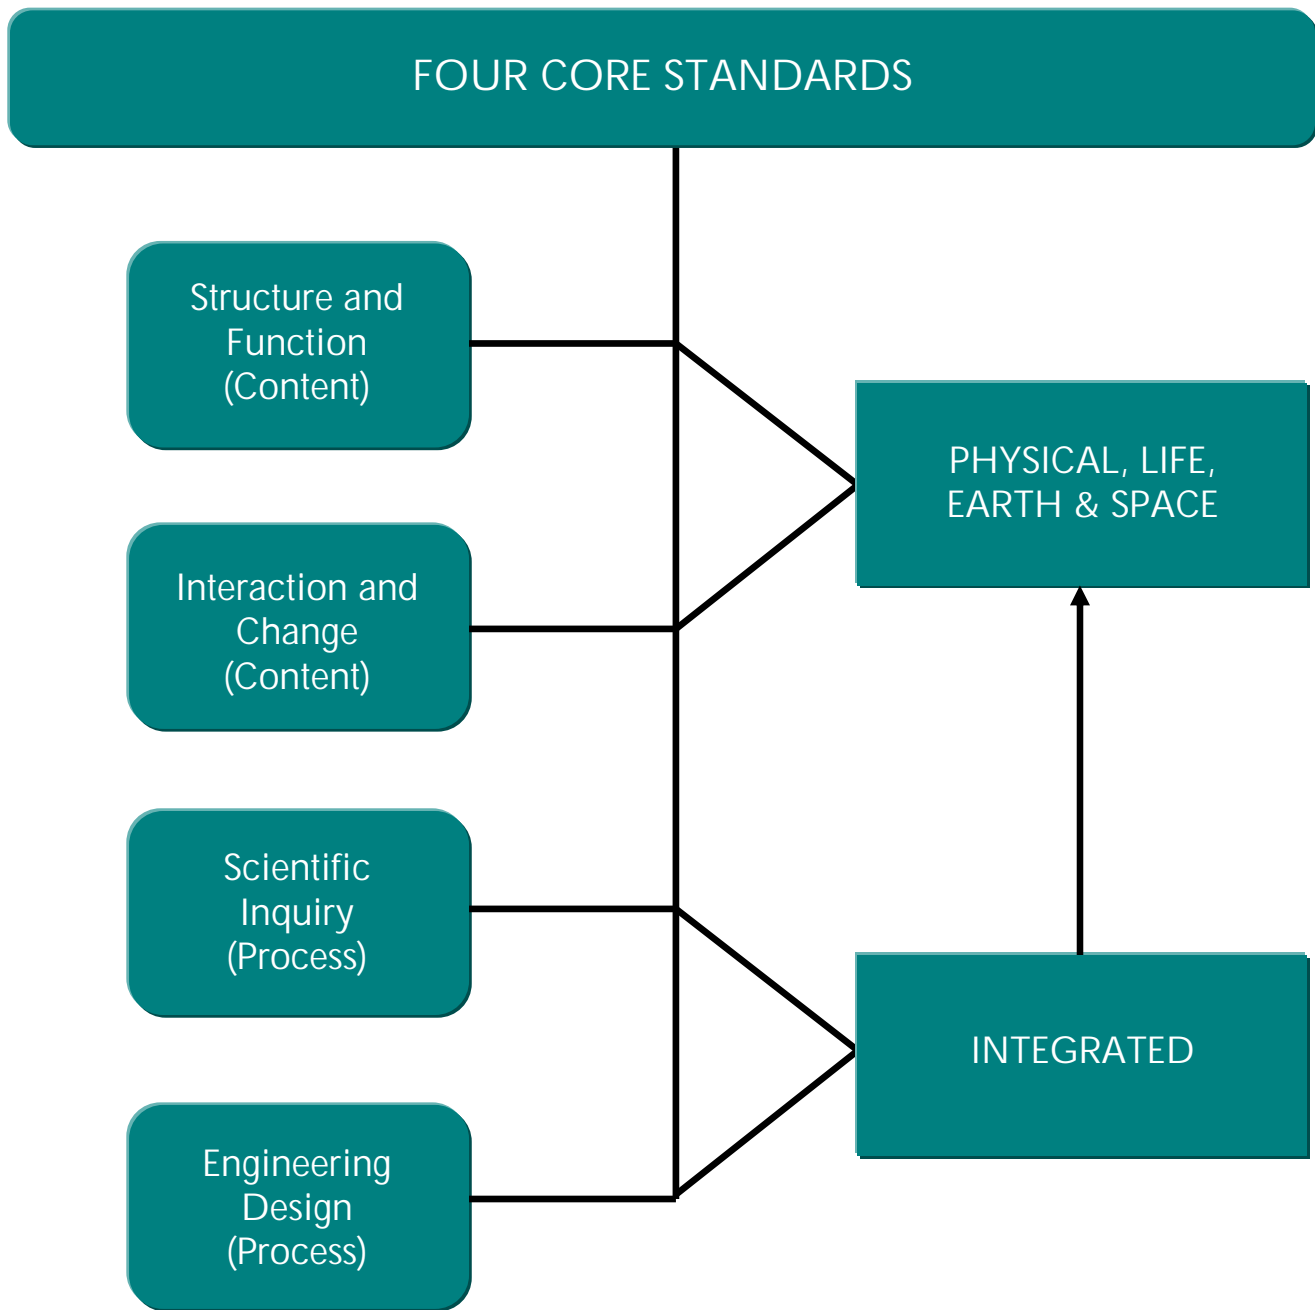 FOUR CORE STANDARDS
Structure and
Function
(Content)
PHYSICAL, LIFE,
EARTH & SPACE
Interaction and
Change
(Content)
Scientific
Inquiry
(Process)
INTEGRATED
Engineering
Design
(Process)